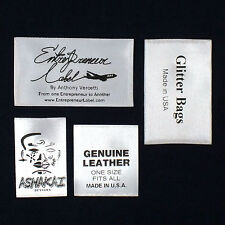 EntrePreneur
Label
By Anthony Vercetti
From one Entrepreneur to Another
www.EntrepreneurLabel.com
Glitter Bags
Made in USA
ASHAKAI
DESIGNS
GENUINE
LEATHER
ONE SIZE
FITS ALL
MADE IN U.S.A.